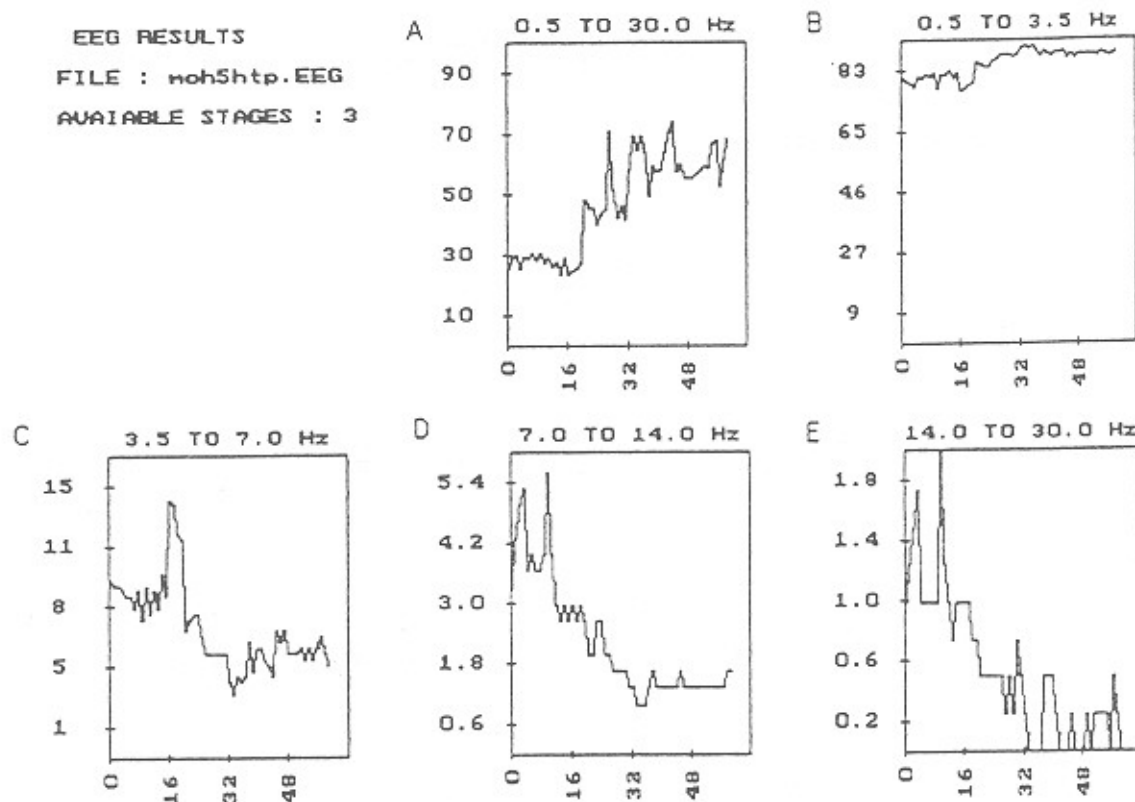 EEG RESULTS
FILE : moh5htp.EEG
AVAIABLE STAGES : 3
A
0.5 TO 30.0 Hz
90
70
50
30
10
0 16 32 48
B
0.5 TO 3.5 Hz
83
65
46
27
9
0 16 32 48
C
3.5 TO 7.0 Hz
15
11
8
5
1
0 16 32 48
D
7.0 TO 14.0 Hz
5.4
4.2
3.0
1.8
0.6
0 16 32 48
E
14.0 TO 30.0 Hz
1.8
1.4
1.0
0.6
0.2
0 16 32 48